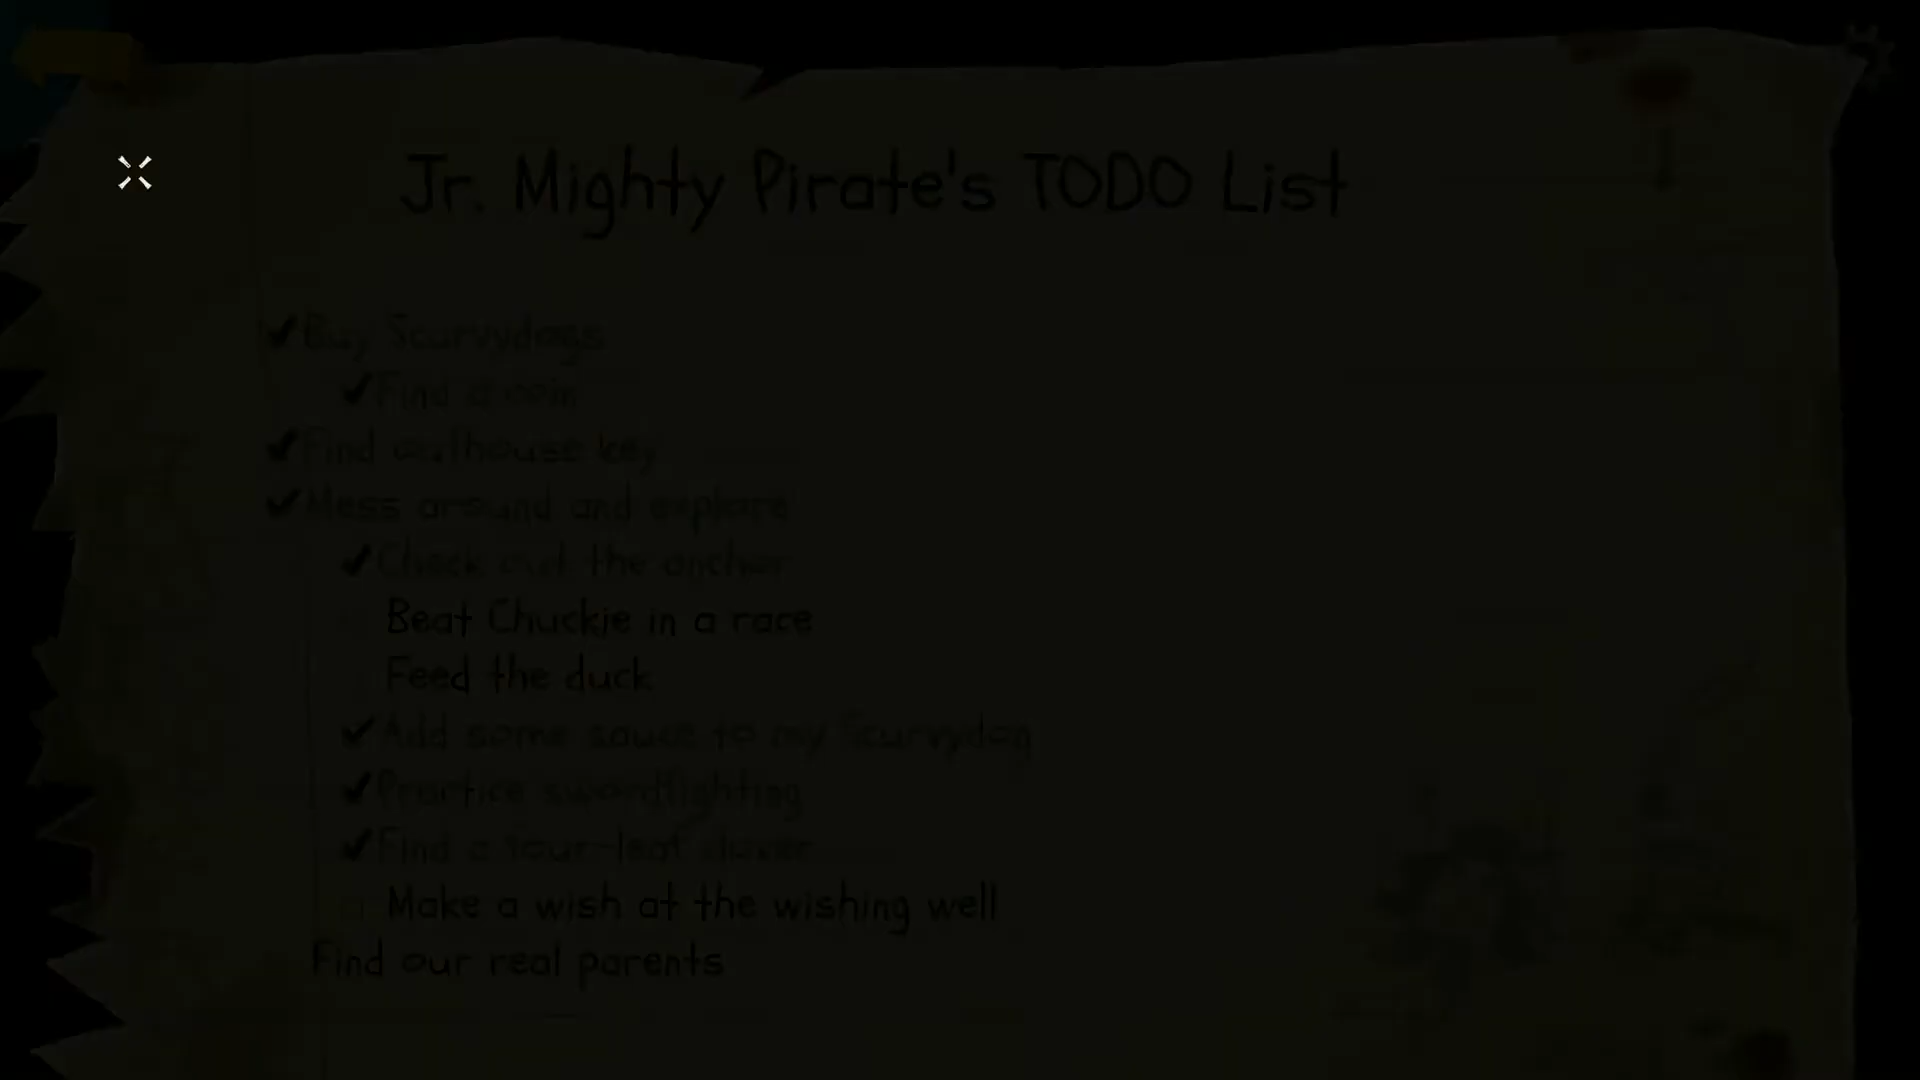 Jr. Mighty Pirate's TODO List
✔Buy Scurvydogs
✔Find a coin
✔Find outhouse key
✔Mess around and explore
✔Check out the anchor
Beat Chuckie in a race
Feed the duck
✔Add some sauce to my Scurvydog
✔Practice swordfighting
✔Find a four-leaf clover
Make a wish at the wishing well
Find our real parents